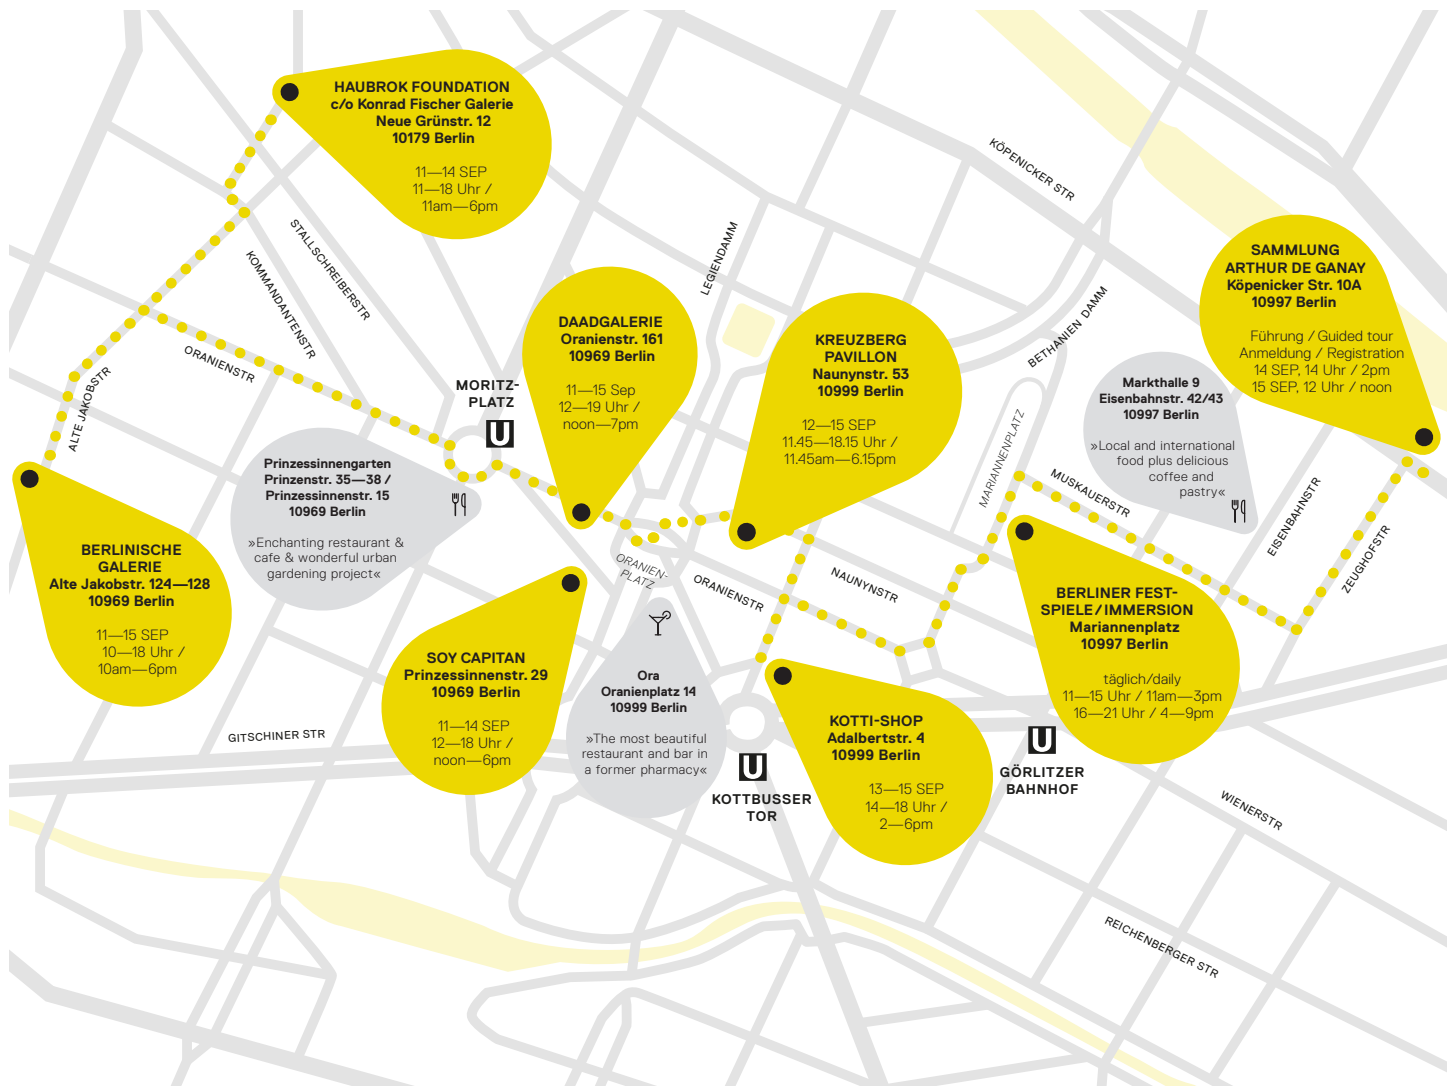 HAUBROK FOUNDATION
c/o Konrad Fischer Galerie
Neue Grünstr. 12
10179 Berlin
11—14 SEP
11—18 Uhr /
11am—6pm
KÖPENICKER STR
STALLSCHREIBERSTR
KOMMANDANTENSTR
LEGIENDAMM
SAMMLUNG
ARTHUR DE GANAY
Köpenicker Str. 10A
10997 Berlin
Führung / Guided tour
Anmeldung / Registration
14 SEP, 14 Uhr / 2pm
15 SEP, 12 Uhr / noon
BETHANIEN DAMM
DAADGALERIE
Oranienstr. 161
10969 Berlin
11—15 Sep
12—19 Uhr /
noon—7pm
KREUZBERG
PAVILLON
Naunynstr. 53
10999 Berlin
12—15 SEP
11.45—18.15 Uhr /
11.45am—6.15pm
ORANIENSTR
ALTE JAKOBSTR
MORITZ-
PLATZ
U
Markthalle 9
Eisenbahnstr. 42/43
10997 Berlin
»Local and international
food plus delicious
coffee and
pastry«
MARIANNENPLATZ
MUSKAUERSTR
EISENBAHNSTR
ZEUGHOFSTR
Prinzessinnengarten
Prinzenstr. 35—38 /
Prinzessinnenstr. 15
10969 Berlin
»Enchanting restaurant &
cafe & wonderful urban
gardening project«
BERLINISCHE
GALERIE
Alte Jakobstr. 124—128
10969 Berlin
11—15 SEP
10—18 Uhr /
10am—6pm
ORANIEN-
PLATZ
ORANIENSTR
NAUNYNSTR
BERLINER FEST-
SPIELE/IMMERSION
Mariannenplatz
10997 Berlin
täglich/daily
11—15 Uhr / 11am—3pm
16—21 Uhr / 4—9pm
SOY CAPITAN
Prinzessinnenstr. 29
10969 Berlin
11—14 SEP
12—18 Uhr /
noon—6pm
Ora
Oranienplatz 14
10999 Berlin
»The most beautiful
restaurant and bar in
a former pharmacy«
KOTTI-SHOP
Adalbertstr. 4
10999 Berlin
13—15 SEP
14—18 Uhr /
2—6pm
GITSCHINER STR
U
KOTTBUSSER
TOR
U
GÖRLITZER
BAHNHOF
WIENERSTR
REICHENBERGER STR